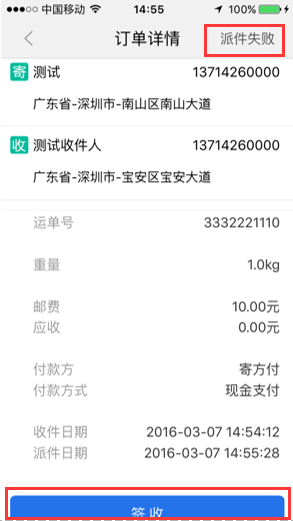 中国移动 14:55 100%
订单详情 派件失败
寄 测试 13714260000
广东省-深圳市-南山区南山大道
收 测试收件人 13714260000
广东省-深圳市-宝安区宝安大道
运单号 3332221110
重量 1.0kg
邮费 10.00元
应收 0.00元
付款方 寄方付
付款方式 现金支付
收件日期 2016-03-07 14:54:12
派件日期 2016-03-07 14:55:28
签 收